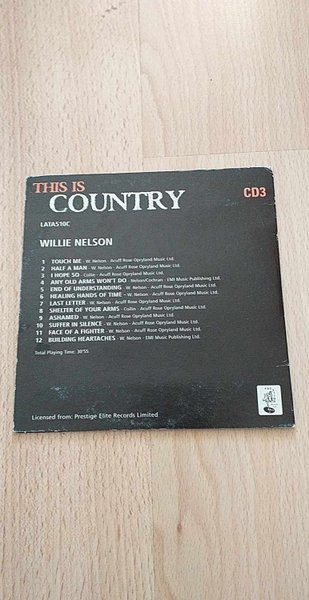 THIS IS
COUNTRY
CD3
LATA510C
WILLIE NELSON
1 TOUCH ME - W. Nelson - Acuff Rose Opryland Music Ltd.
2 HALF A MAN - W. Nelson - Acuff Rose Opryland Music Ltd.
3 I HOPE SO - Collie - Acuff Rose Opryland Music Ltd.
4 ANY OLD ARMS WON'T DO - Nelson/Cochran - EMI Music Publishing Ltd.
5 END OF UNDERSTANDING - W. Nelson - Acuff Rose Opryland Music Ltd.
6 HEALING HANDS OF TIME - W. Nelson - Acuff Rose Opryland Music Ltd.
7 LAST LETTER - W. Nelson - Acuff Rose Opryland Music Ltd.
8 SHELTER OF YOUR ARMS - Collin - Acuff Rose Opryland Music Ltd.
9 ASHAMED - W. Nelson - Acuff Rose Opryland Music Ltd.
10 SUFFER IN SILENCE - W. Nelson - Acuff Rose Opryland Music Ltd.
11 FACE OF A FIGHTER - W. Nelson - Acuff Rose Opryland Music Ltd.
12 BUILDING HEARTACHES - W. Nelson - EMI Music Publishing Ltd.
Total Playing Time: 30'55
Licensed from: Prestige Elite Records Limited